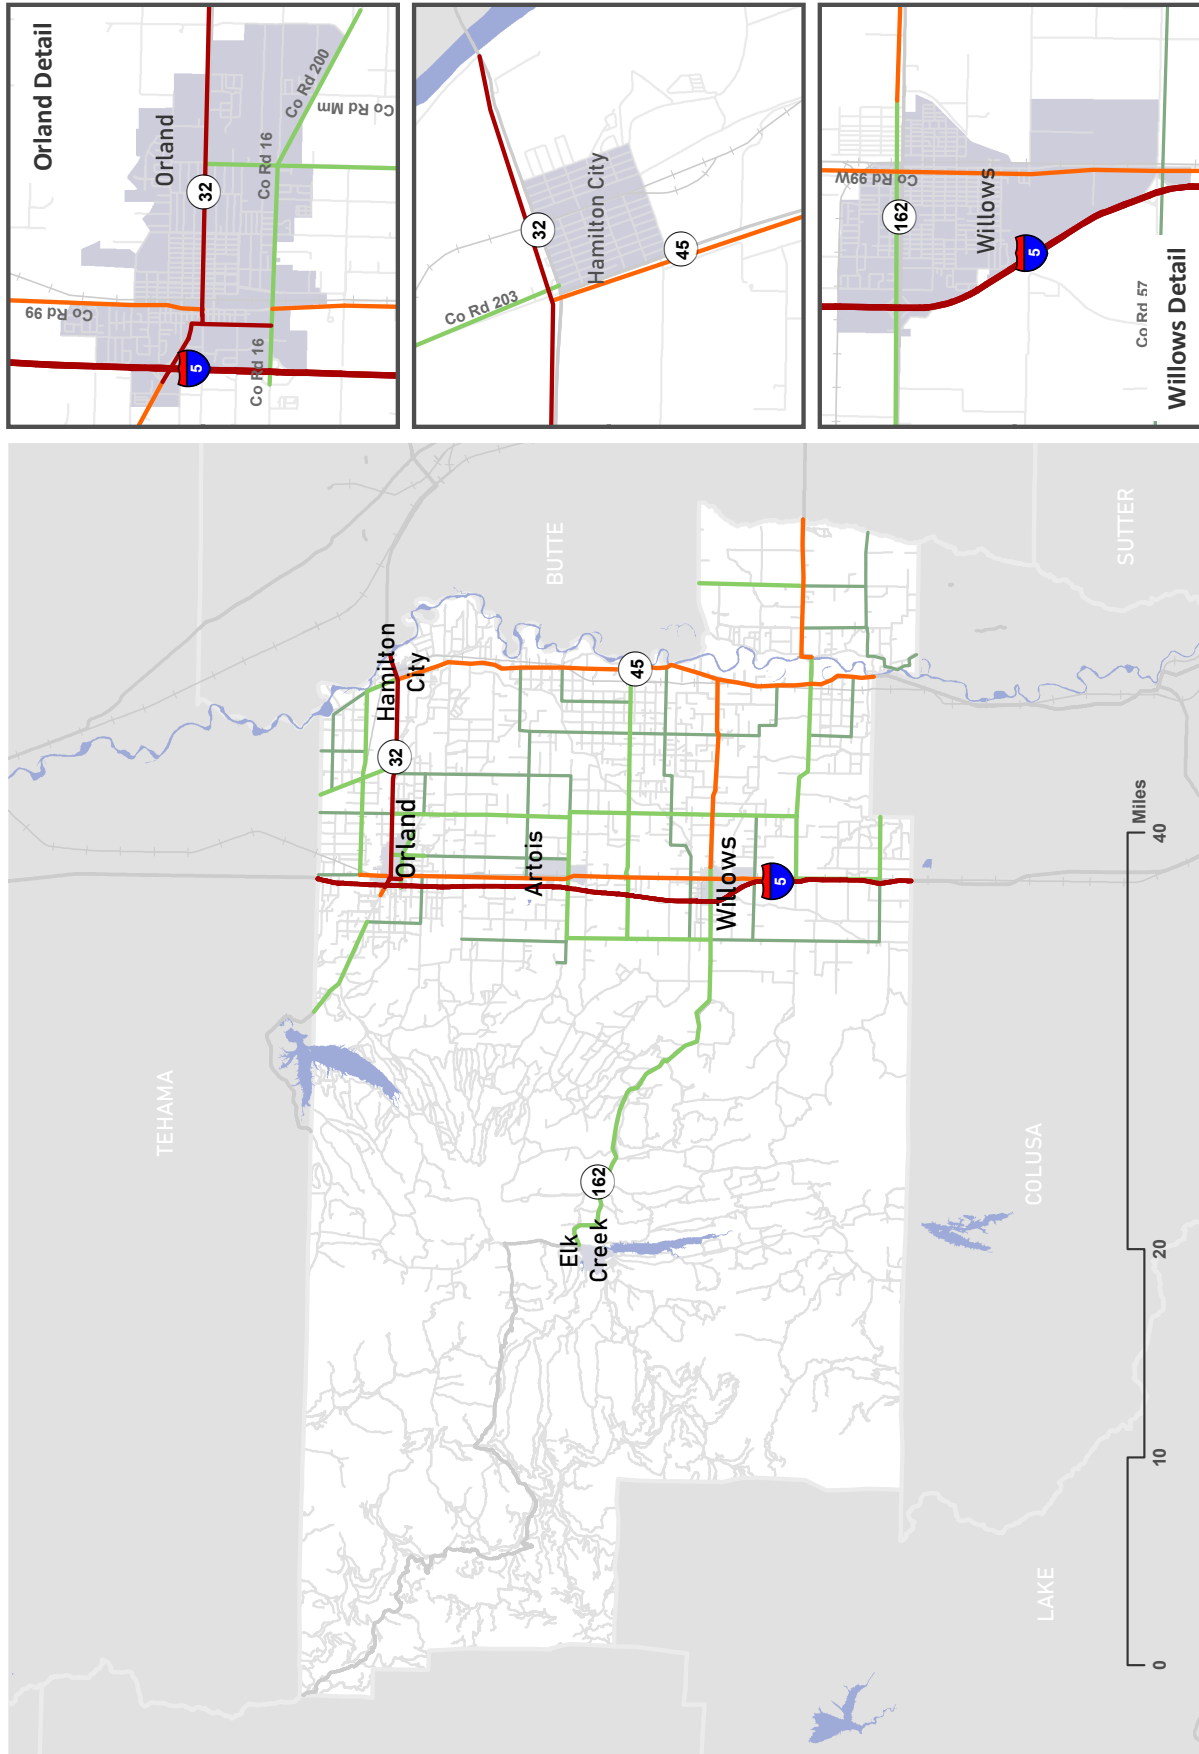 TEHAMA
BUTTE
SUTTER
COLUSA
LAKE
Hamilton
City
32
Orland
Artois
45
Willows
5
162
Elk
Creek
0
10
20
40
Miles
Orland Detail
Orland
32
5
Co Rd 99
Co Rd 16
Co Rd 16
Co Rd 200
Co Rd Mm
32
Co Rd 203
Hamilton City
45
162
Co Rd 99W
Willows
5
Co Rd 57
Willows Detail